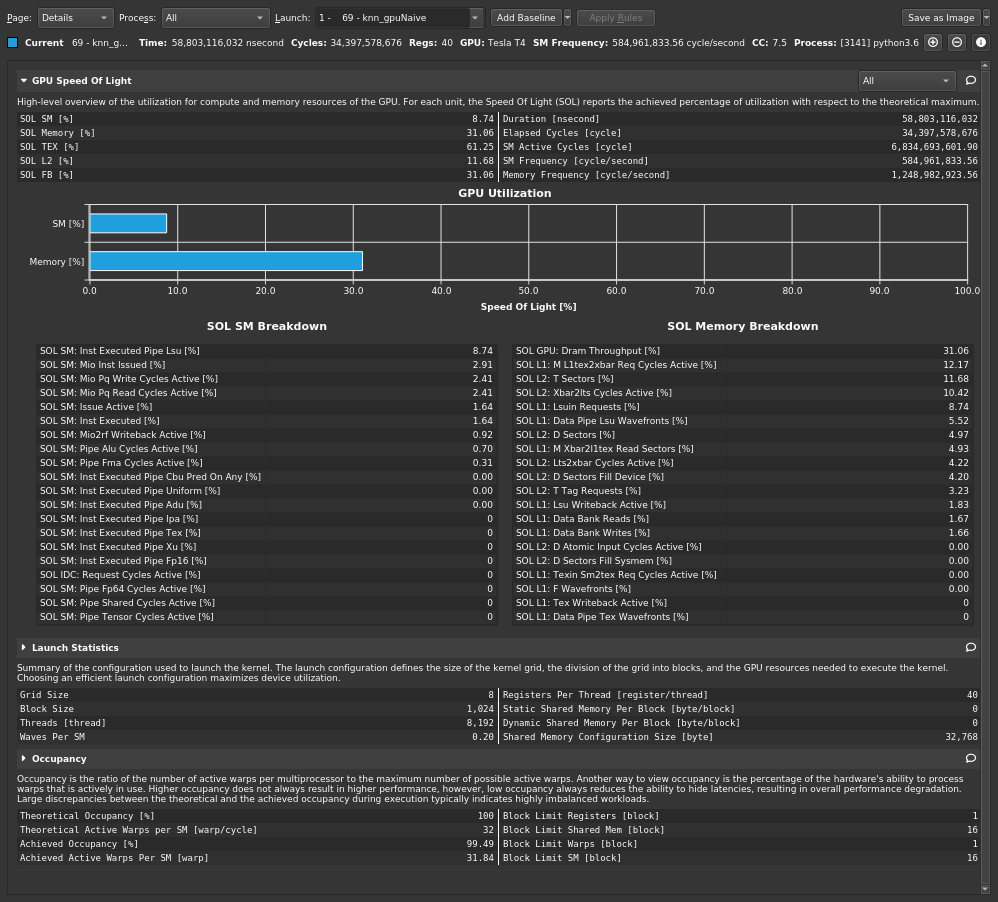 Page: Details Process: All Launch: 1 - 69 - knn_gpuNaive Add Baseline Apply Rules Save as Image
Current 69 - knn_g... Time: 58,803,116,032 nsecond Cycles: 34,397,578,676 Regs: 40 GPU: Tesla T4 SM Frequency: 584,961,833.56 cycle/second CC: 7.5 Process: [3141] python3.6
GPU Speed Of Light All
High-level overview of the utilization for compute and memory resources of the GPU. For each unit, the Speed Of Light (SOL) reports the achieved percentage of utilization with respect to the theoretical maximum.
SOL SM [%] 8.74 Duration [nsecond] 58,803,116,032
SOL Memory [%] 31.06 Elapsed Cycles [cycle] 34,397,578,676
SOL TEX [%] 61.25 SM Active Cycles [cycle] 6,834,693,601.90
SOL L2 [%] 11.68 SM Frequency [cycle/second] 584,961,833.56
SOL FB [%] 31.06 Memory Frequency [cycle/second] 1,248,982,923.56
GPU Utilization
SM [%]
Memory [%]
0.0 10.0 20.0 30.0 40.0 50.0 60.0 70.0 80.0 90.0 100.0
Speed Of Light [%]
SOL SM Breakdown
SOL SM: Inst Executed Pipe Lsu [%] 8.74
SOL SM: Mio Inst Issued [%] 2.91
SOL SM: Mio Pq Write Cycles Active [%] 2.41
SOL SM: Mio Pq Read Cycles Active [%] 2.41
SOL SM: Issue Active [%] 1.64
SOL SM: Inst Executed [%] 1.64
SOL SM: Mio2rf Writeback Active [%] 0.92
SOL SM: Pipe Alu Cycles Active [%] 0.70
SOL SM: Pipe Fma Cycles Active [%] 0.31
SOL SM: Inst Executed Pipe Cbu Pred On Any [%] 0.00
SOL SM: Inst Executed Pipe Uniform [%] 0.00
SOL SM: Inst Executed Pipe Adu [%] 0.00
SOL SM: Inst Executed Pipe Ipa [%] 0
SOL SM: Inst Executed Pipe Tex [%] 0
SOL SM: Inst Executed Pipe Xu [%] 0
SOL SM: Inst Executed Pipe Fp16 [%] 0
SOL IDC: Request Cycles Active [%] 0
SOL SM: Pipe Fp64 Cycles Active [%] 0
SOL SM: Pipe Shared Cycles Active [%] 0
SOL SM: Pipe Tensor Cycles Active [%] 0
SOL Memory Breakdown
SOL GPU: Dram Throughput [%] 31.06
SOL L1: M L1tex2xbar Req Cycles Active [%] 12.17
SOL L2: T Sectors [%] 11.68
SOL L2: Xbar2lts Cycles Active [%] 10.42
SOL L1: Lsuin Requests [%] 8.74
SOL L1: Data Pipe Lsu Wavefronts [%] 5.52
SOL L2: D Sectors [%] 4.97
SOL L1: M Xbar2l1tex Read Sectors [%] 4.93
SOL L2: Lts2xbar Cycles Active [%] 4.22
SOL L2: D Sectors Fill Device [%] 4.20
SOL L2: T Tag Requests [%] 3.23
SOL L1: Lsu Writeback Active [%] 1.83
SOL L1: Data Bank Reads [%] 1.67
SOL L1: Data Bank Writes [%] 1.66
SOL L2: D Atomic Input Cycles Active [%] 0.00
SOL L2: D Sectors Fill Sysmem [%] 0.00
SOL L1: Texin Sm2tex Req Cycles Active [%] 0.00
SOL L1: F Wavefronts [%] 0.00
SOL L1: Tex Writeback Active [%] 0
SOL L1: Data Pipe Tex Wavefronts [%] 0
Launch Statistics
Summary of the configuration used to launch the kernel. The launch configuration defines the size of the kernel grid, the division of the grid into blocks, and the GPU resources needed to execute the kernel.
Choosing an efficient launch configuration maximizes device utilization.
Grid Size 8 Registers Per Thread [register/thread] 40
Block Size 1,024 Static Shared Memory Per Block [byte/block] 0
Threads [thread] 8,192 Dynamic Shared Memory Per Block [byte/block] 0
Waves Per SM 0.20 Shared Memory Configuration Size [byte] 32,768
Occupancy
Occupancy is the ratio of the number of active warps per multiprocessor to the maximum number of possible active warps. Another way to view occupancy is the percentage of the hardware's ability to process
warps that is actively in use. Higher occupancy does not always result in higher performance, however, low occupancy always reduces the ability to hide latencies, resulting in overall performance degradation.
Large discrepancies between the theoretical and the achieved occupancy during execution typically indicates highly imbalanced workloads.
Theoretical Occupancy [%] 100 Block Limit Registers [block] 1
Theoretical Active Warps per SM [warp/cycle] 32 Block Limit Shared Mem [block] 16
Achieved Occupancy [%] 99.49 Block Limit Warps [block] 1
Achieved Active Warps Per SM [warp] 31.84 Block Limit SM [block] 16